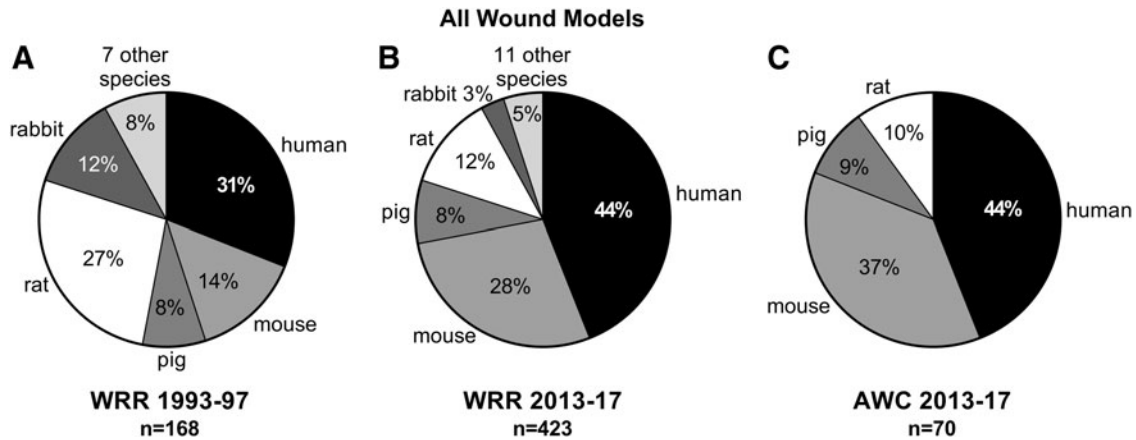 All Wound Models
A
7 other
species
8%
human
31%
14%
mouse
8%
pig
27%
rat
12%
rabbit
WRR 1993-97
n=168
B
11 other
species
5%
human
44%
28%
mouse
8%
pig
12%
rat
rabbit 3%
WRR 2013-17
n=423
C
rat
10%
human
44%
37%
mouse
9%
pig
AWC 2013-17
n=70